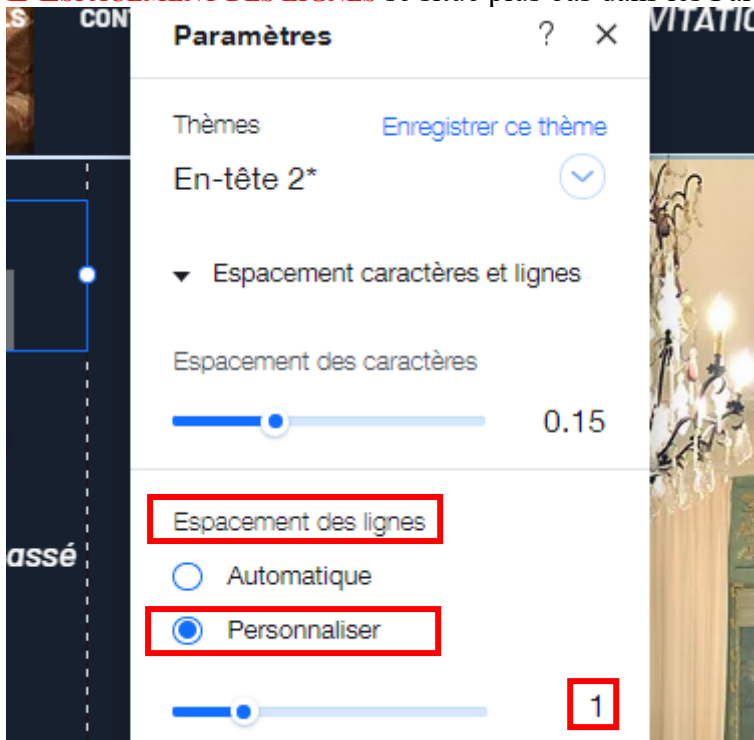 CON
Paramètres ? ×
Thèmes Enregistrer ce thème
En-tête 2*
Espacement caractères et lignes
Espacement des caractères
0.15
Espacement des lignes
Automatique
assé
Personnaliser
1